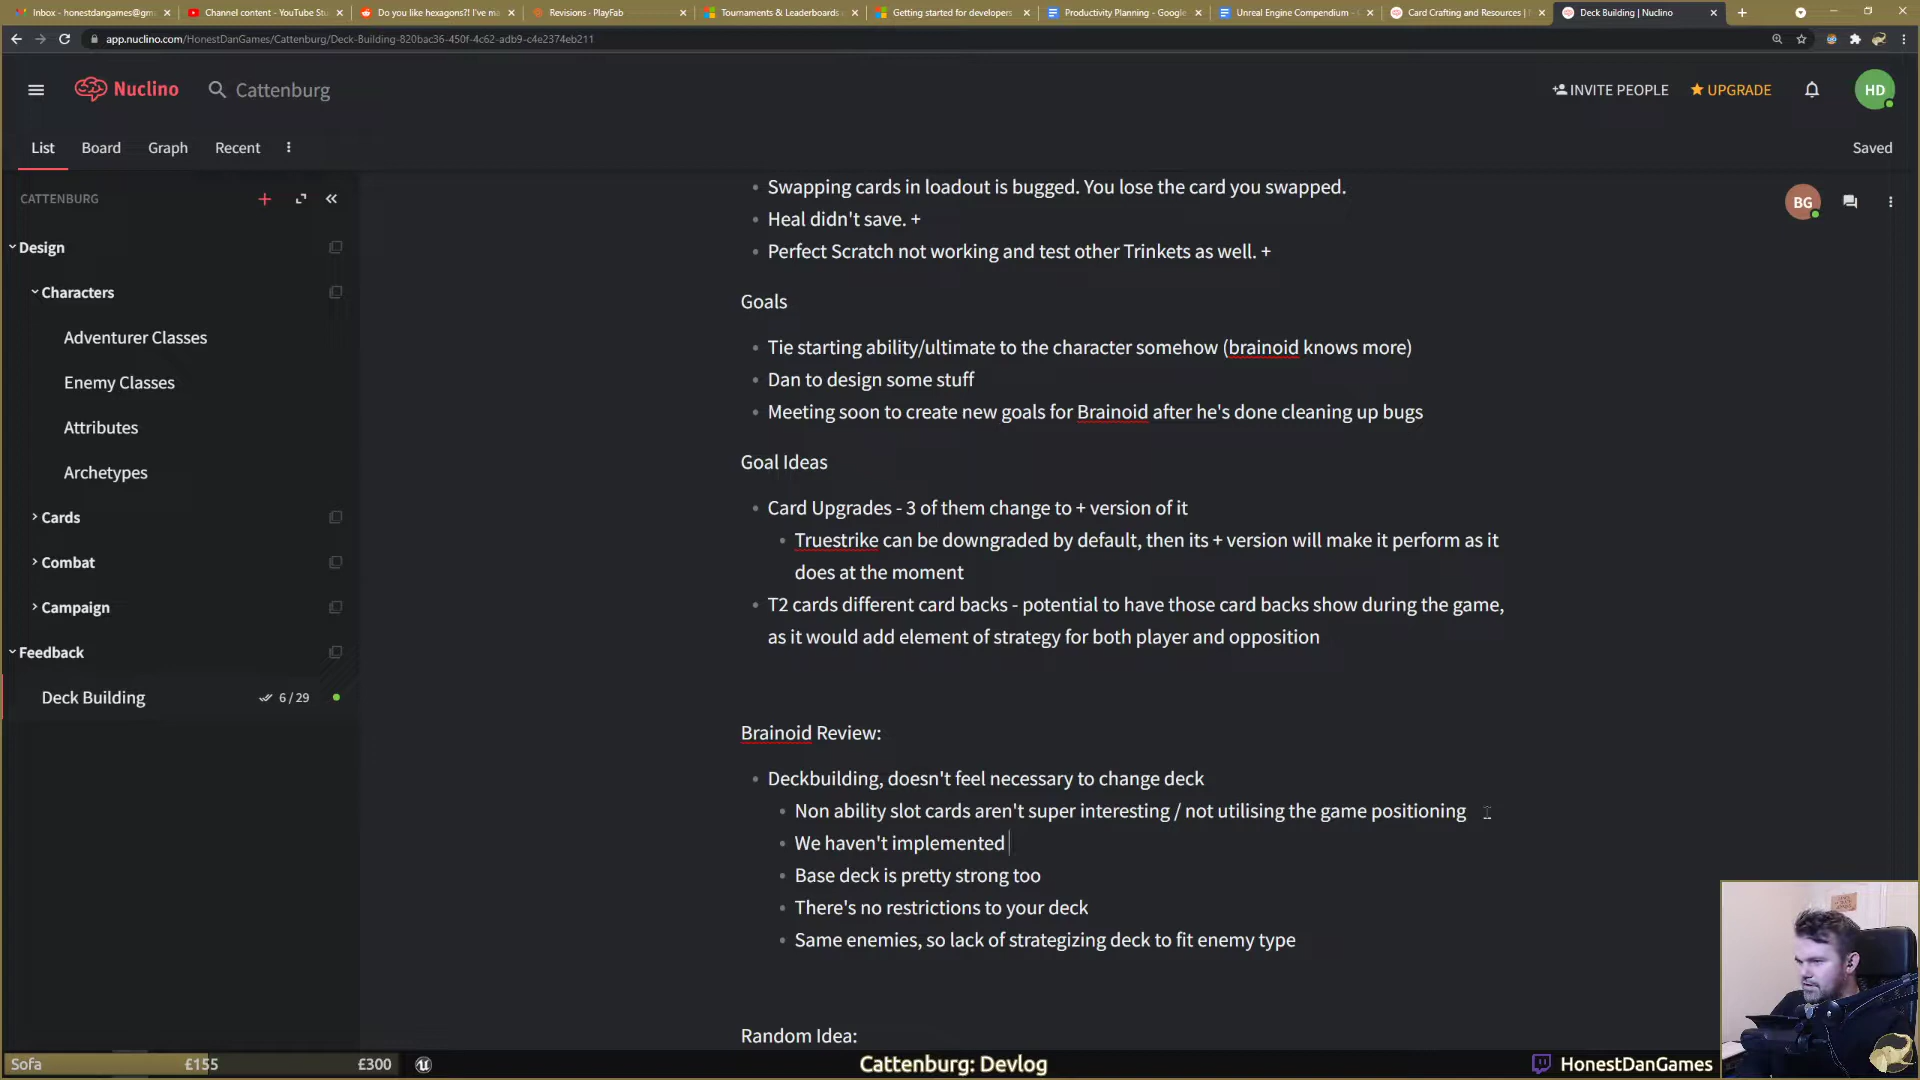 Inbox - honestdangames@gm
Channel content - YouTube Stu
Do you like hexagons?! I've ma
Revisions - PlayFab
Tournaments & Leaderboards
Getting started for developers
Productivity Planning - Google
Unreal Engine Compendium -
Card Crafting and Resources |
Deck Building | Nuclino
app.nuclino.com/HonestDanGames/Cattenburg/Deck-Building-820bac36-450f-4c62-adb9-c4e2374eb211
Nuclino
Cattenburg
INVITE PEOPLE
UPGRADE
HD
List
Board
Graph
Recent
Saved
CATTENBURG
BG
Design
Characters
Adventurer Classes
Enemy Classes
Attributes
Archetypes
Cards
Combat
Campaign
Feedback
Deck Building
6 / 29
Swapping cards in loadout is bugged. You lose the card you swapped.
Heal didn't save. +
Perfect Scratch not working and test other Trinkets as well. +
Goals
Tie starting ability/ultimate to the character somehow (brainoid knows more)
Dan to design some stuff
Meeting soon to create new goals for Brainoid after he's done cleaning up bugs
Goal Ideas
Card Upgrades - 3 of them change to + version of it
Truestrike can be downgraded by default, then its + version will make it perform as it
does at the moment
T2 cards different card backs - potential to have those card backs show during the game,
as it would add element of strategy for both player and opposition
Brainoid Review:
Deckbuilding, doesn't feel necessary to change deck
Non ability slot cards aren't super interesting / not utilising the game positioning
We haven't implemented
Base deck is pretty strong too
There's no restrictions to your deck
Same enemies, so lack of strategizing deck to fit enemy type
Random Idea:
Sofa
£155
£300
Cattenburg: Devlog
HonestDanGames